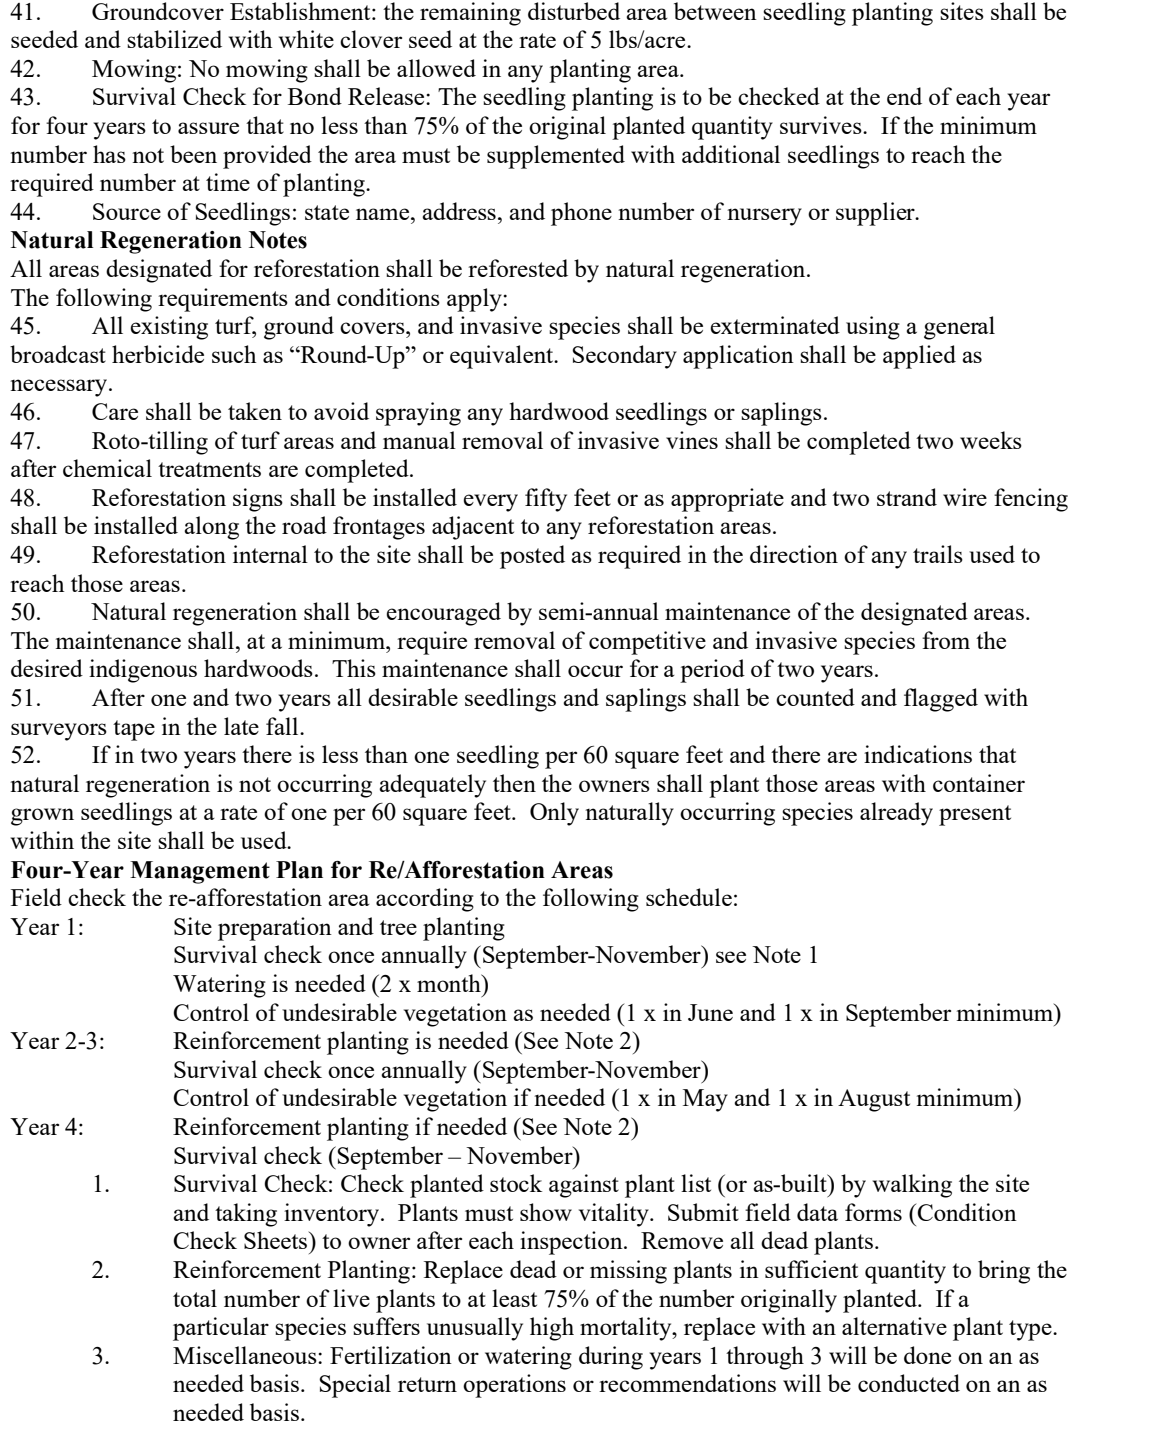 41. Groundcover Establishment: the remaining disturbed area between seedling planting sites shall be
seeded and stabilized with white clover seed at the rate of 5 lbs/acre.
42. Mowing: No mowing shall be allowed in any planting area.
43. Survival Check for Bond Release: The seedling planting is to be checked at the end of each year
for four years to assure that no less than 75% of the original planted quantity survives. If the minimum
number has not been provided the area must be supplemented with additional seedlings to reach the
required number at time of planting.
44. Source of Seedlings: state name, address, and phone number of nursery or supplier.
Natural Regeneration Notes
All areas designated for reforestation shall be reforested by natural regeneration.
The following requirements and conditions apply:
45. All existing turf, ground covers, and invasive species shall be exterminated using a general
broadcast herbicide such as “Round-Up” or equivalent. Secondary application shall be applied as
necessary.
46. Care shall be taken to avoid spraying any hardwood seedlings or saplings.
47. Roto-tilling of turf areas and manual removal of invasive vines shall be completed two weeks
after chemical treatments are completed.
48. Reforestation signs shall be installed every fifty feet or as appropriate and two strand wire fencing
shall be installed along the road frontages adjacent to any reforestation areas.
49. Reforestation internal to the site shall be posted as required in the direction of any trails used to
reach those areas.
50. Natural regeneration shall be encouraged by semi-annual maintenance of the designated areas.
The maintenance shall, at a minimum, require removal of competitive and invasive species from the
desired indigenous hardwoods. This maintenance shall occur for a period of two years.
51. After one and two years all desirable seedlings and saplings shall be counted and flagged with
surveyors tape in the late fall.
52. If in two years there is less than one seedling per 60 square feet and there are indications that
natural regeneration is not occurring adequately then the owners shall plant those areas with container
grown seedlings at a rate of one per 60 square feet. Only naturally occurring species already present
within the site shall be used.
Four-Year Management Plan for Re/Afforestation Areas
Field check the re-afforestation area according to the following schedule:
Year 1: Site preparation and tree planting
Survival check once annually (September-November) see Note 1
Watering is needed (2 x month)
Control of undesirable vegetation as needed (1 x in June and 1 x in September minimum)
Year 2-3: Reinforcement planting is needed (See Note 2)
Survival check once annually (September-November)
Control of undesirable vegetation if needed (1 x in May and 1 x in August minimum)
Year 4: Reinforcement planting if needed (See Note 2)
Survival check (September – November)
1. Survival Check: Check planted stock against plant list (or as-built) by walking the site
and taking inventory. Plants must show vitality. Submit field data forms (Condition
Check Sheets) to owner after each inspection. Remove all dead plants.
2. Reinforcement Planting: Replace dead or missing plants in sufficient quantity to bring the
total number of live plants to at least 75% of the number originally planted. If a
particular species suffers unusually high mortality, replace with an alternative plant type.
3. Miscellaneous: Fertilization or watering during years 1 through 3 will be done on an as
needed basis. Special return operations or recommendations will be conducted on an as
needed basis.